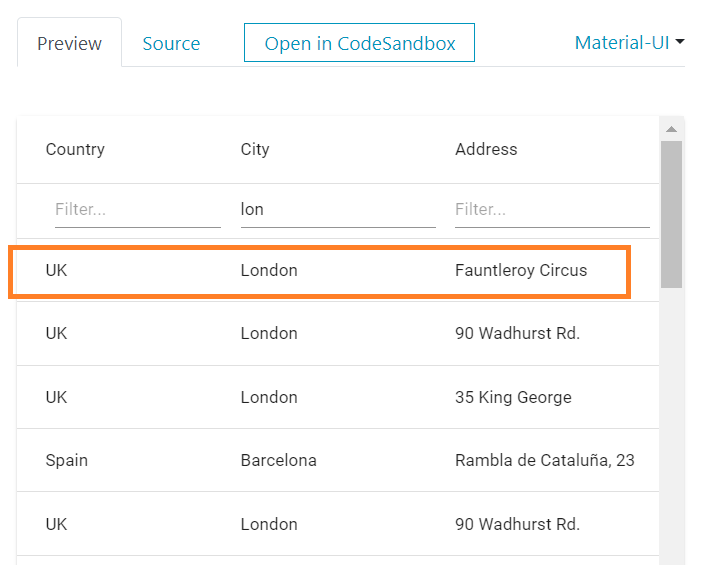 Preview Source Open in CodeSandbox Material-UI
Country City Address
Filter... lon Filter...
UK London Fauntleroy Circus
UK London 90 Wadhurst Rd.
UK London 35 King George
Spain Barcelona Rambla de Cataluña, 23
UK London 90 Wadhurst Rd.